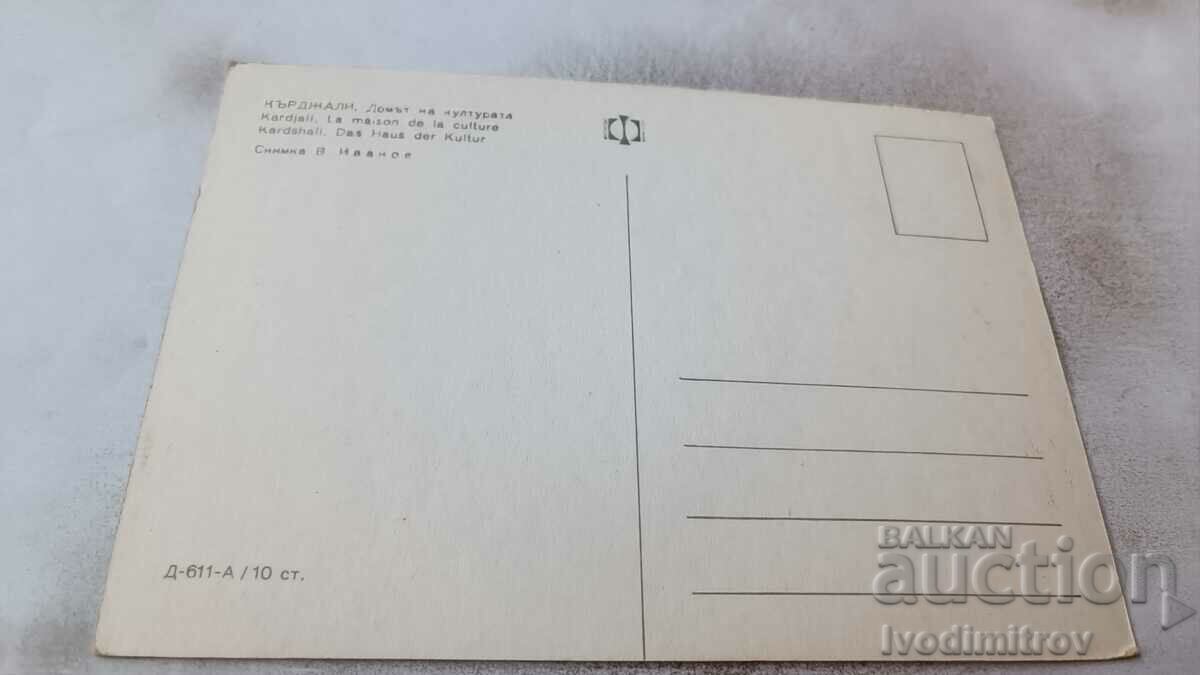 КЪРДЖАЛИ. Домът на културата
Kardjali. La maison de la culture
Kardshali. Das Haus der Kultur
Снимка В. Иванов
Д-611-А / 10 ст.
BALKAN
auction
Ivodimitrov